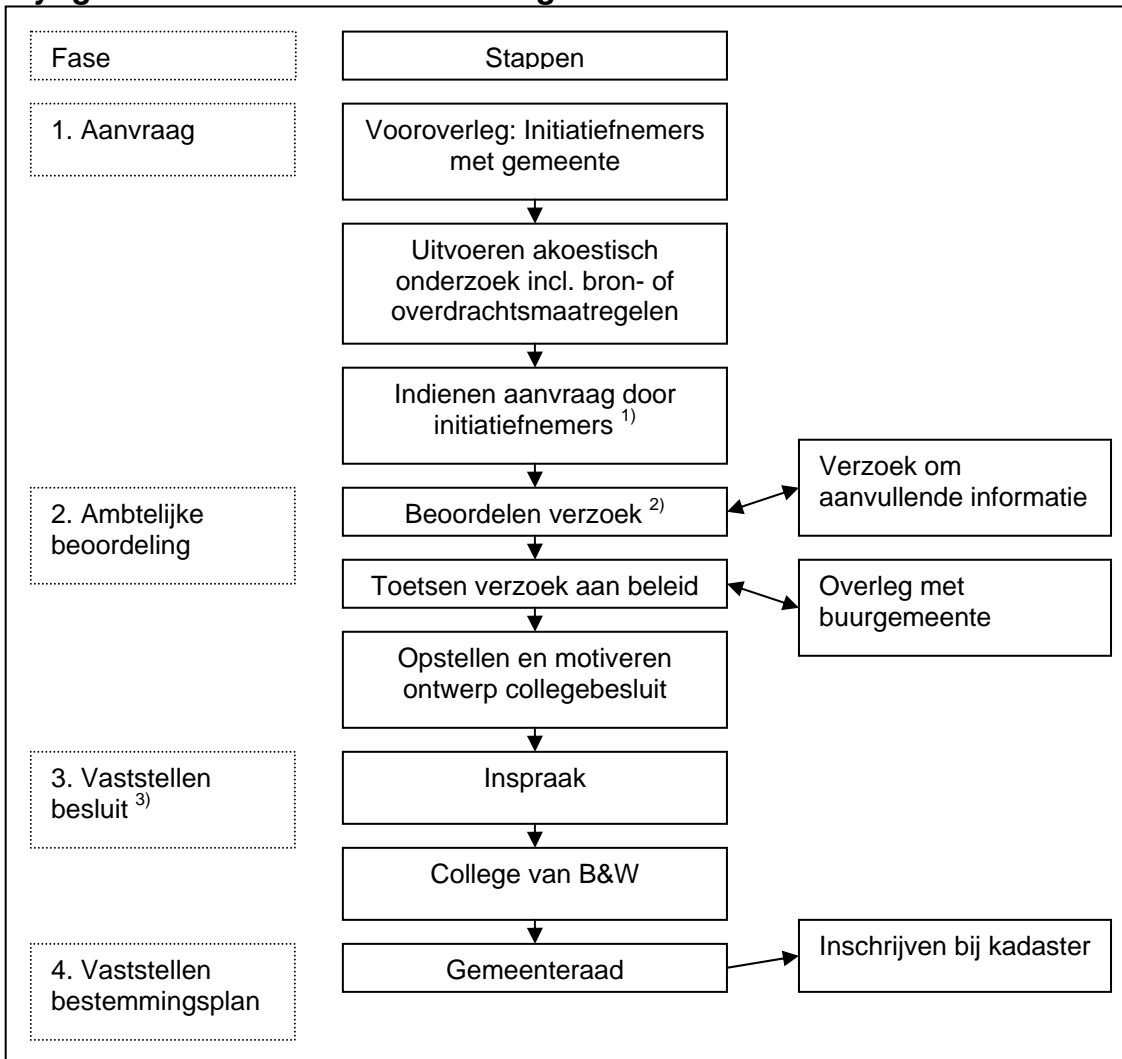 Fase
Stappen
1. Aanvraag
Vooroverleg: Initiatiefnemers
met gemeente
Uitvoeren akoestisch
onderzoek incl. bron- of
overdrachtsmaatregelen
Indienen aanvraag door
initiatiefnemers 1)
2. Ambtelijke
beoordeling
Beoordelen verzoek 2)
Verzoek om
aanvullende informatie
Toetsen verzoek aan beleid
Overleg met
buurgemeente
Opstellen en motiveren
ontwerp collegebesluit
3. Vaststellen
besluit 3)
Inspraak
College van B&W
4. Vaststellen
bestemmingsplan
Gemeenteraad
Inschrijven bij kadaster